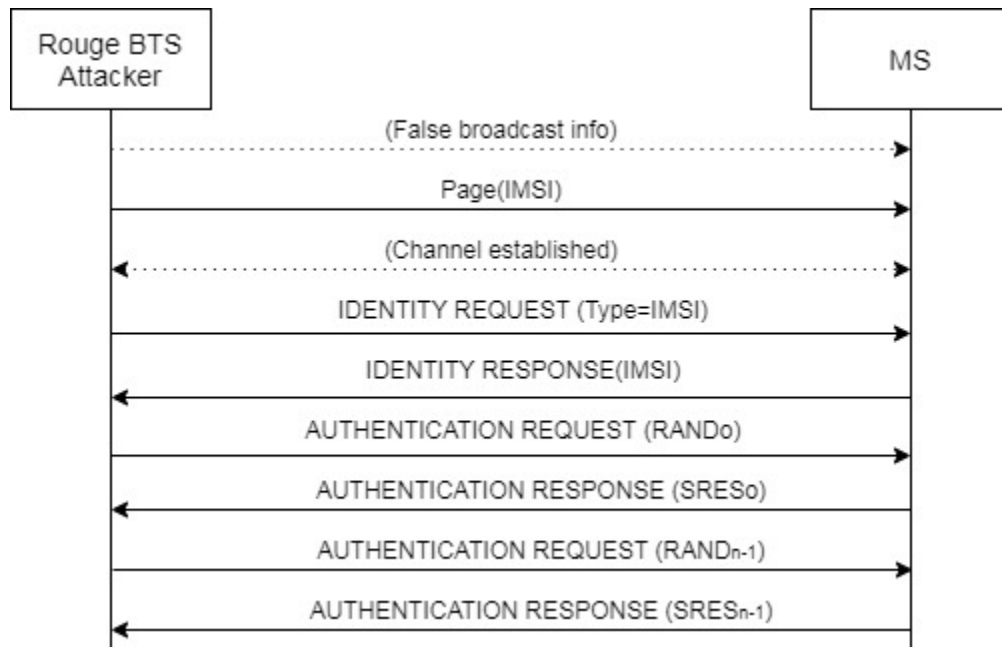 Rouge BTS
Attacker
MS
(False broadcast info)
Page(IMSI)
(Channel established)
IDENTITY REQUEST (Type=IMSI)
IDENTITY RESPONSE(IMSI)
AUTHENTICATION REQUEST (RANDo)
AUTHENTICATION RESPONSE (SRESo)
AUTHENTICATION REQUEST (RANDn-1)
AUTHENTICATION RESPONSE (SRESn-1)